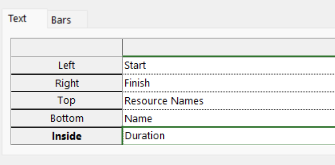 Text Bars
Left Start
Right Finish
Top Resource Names
Bottom Name
Inside Duration